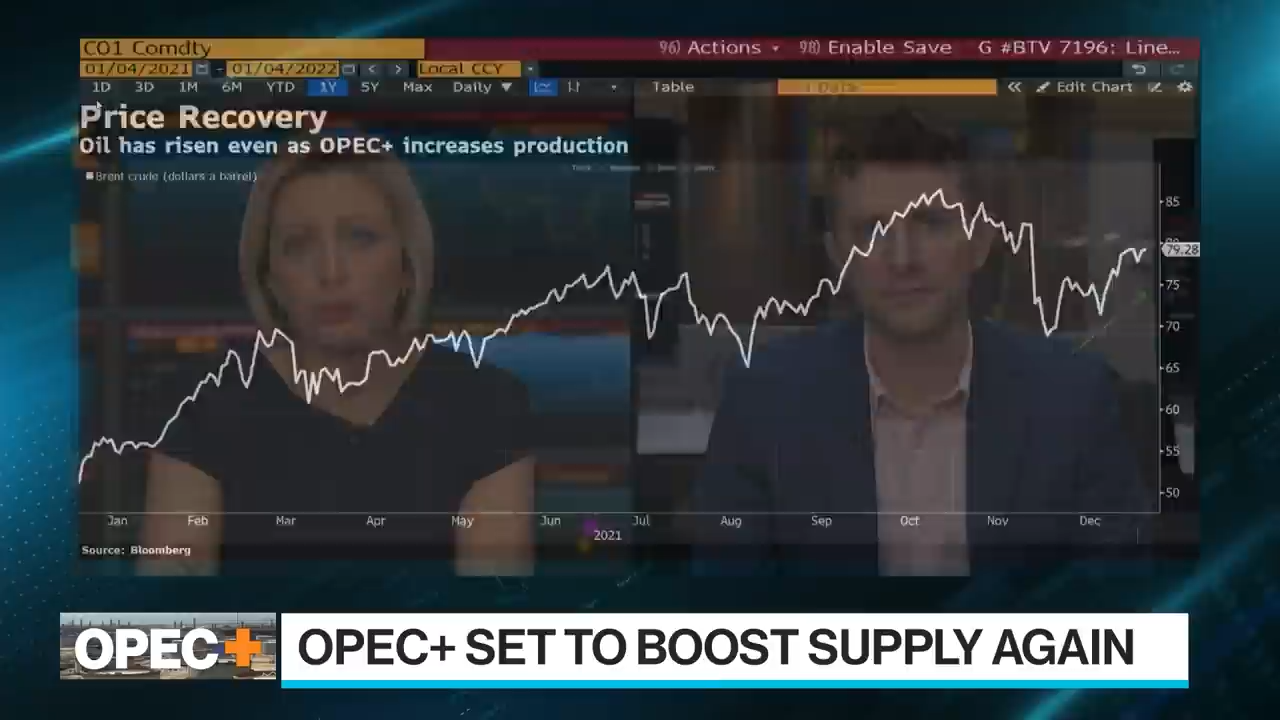 CO1 Comdty
96) Actions
98) Enable Save
G #BTV 7196: Line...
01/04/2021 - 01/04/2022
Local CCY
1D 3D 1M 6M YTD 1Y 5Y Max Daily ▼
Table
« Edit Chart
Price Recovery
Oil has risen even as OPEC+ increases production
Brent crude (dollars a barrel)
85
79.28
75
70
65
60
55
50
Jan Feb Mar Apr May Jun Jul Aug Sep Oct Nov Dec
2021
Source: Bloomberg
OPEC+
OPEC+ SET TO BOOST SUPPLY AGAIN